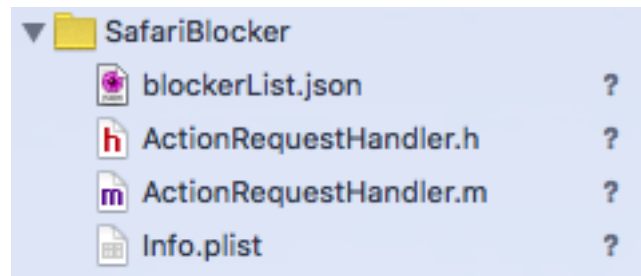 SafariBlocker
blockerList.json ?
h ActionRequestHandler.h ?
m ActionRequestHandler.m ?
Info.plist ?